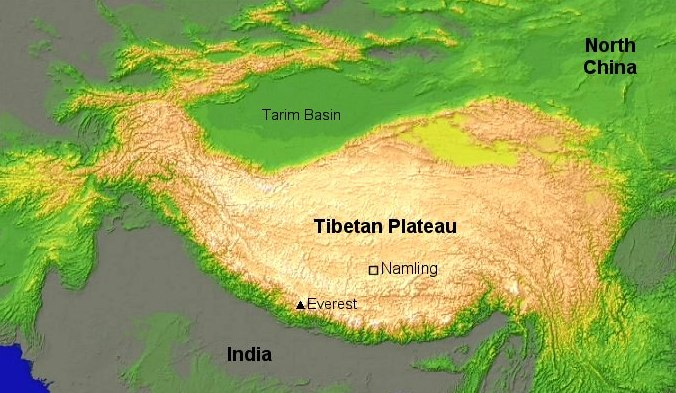 North
China
Tarim Basin
Tibetan Plateau
Namling
Everest
India